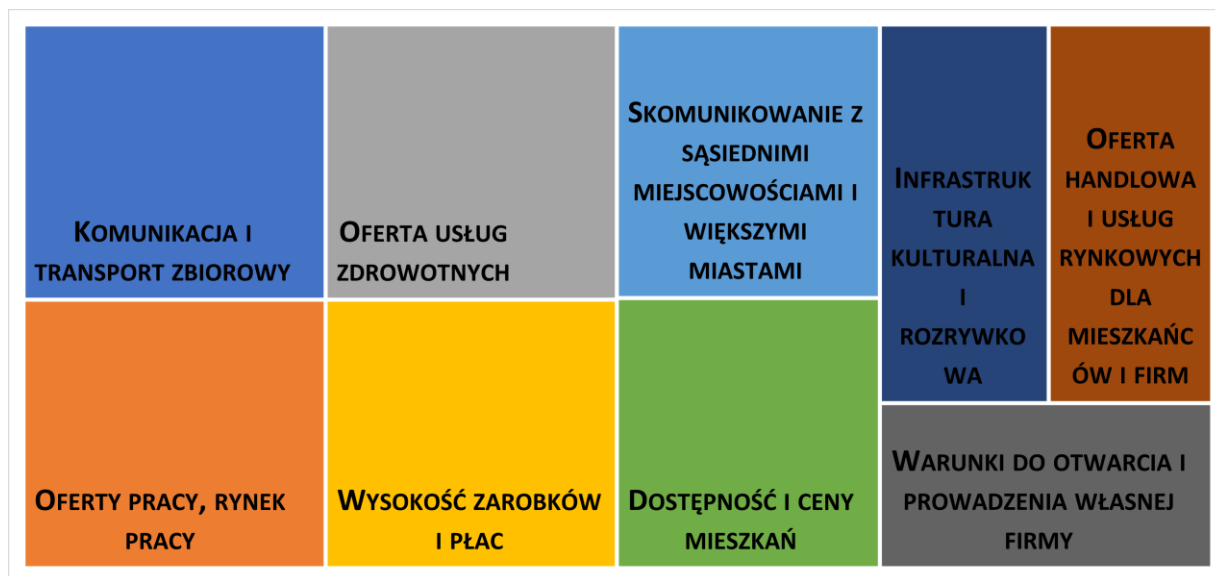 KOMUNIKACJA I
TRANSPORT ZBIOROWY
OFERTA USŁUG
ZDROWOTNYCH
SKOMUNIKOWANIE Z
SĄSIEDNIMI
MIEJSCOWOŚCIAMI I
WIĘKSZYMI
MIASTAMI
INFRASTRUK
TURA
KULTURALNA
I
ROZRYWKO
WA
OFERTA
HANDLOWA
I USŁUG
RYNKOWYCH
DLA
MIESZKAŃC
ÓW I FIRM
OFERTY PRACY, RYNEK
PRACY
WYSOKOŚĆ ZAROBKÓW
I PŁAC
DOSTĘPNOŚĆ I CENY
MIESZKAŃ
WARUNKI DO OTWARCIA I
PROWADZENIA WŁASNEJ
FIRMY